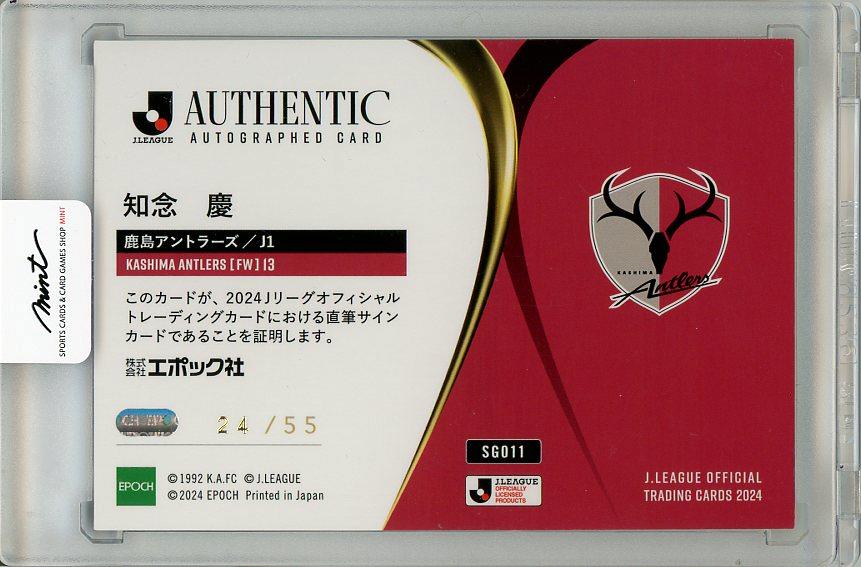 J.LEAGUE
AUTHENTIC
AUTOGRAPHED CARD
知念 慶
鹿島アントラーズ／J1
KASHIMA ANTLERS [FW] 13
このカードが、2024Jリーグオフィシャル
トレーディングカードにおける直筆サイン
カードであることを証明します。
株式会社エポック社
24/55
EPOCH
©1992 K.A.FC ©J.LEAGUE
©2024 EPOCH Printed in Japan
KASHIMA
Antlers
SG011
J.LEAGUE
OFFICIALLY
LICENSED
PRODUCTS
J.LEAGUE OFFICIAL
TRADING CARDS 2024
mint
SPORTS CARDS & CARD GAMES SHOP MINT